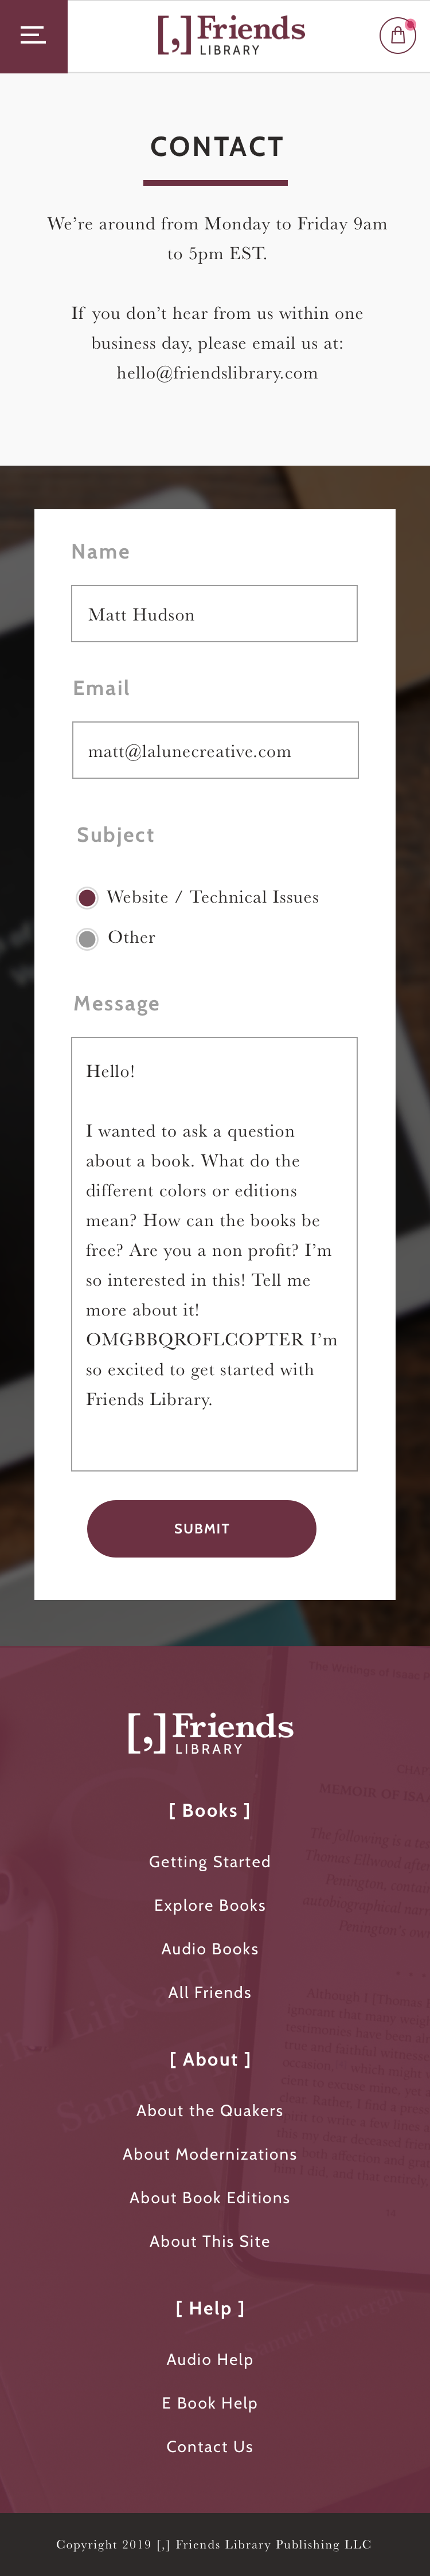 [,] Friends
LIBRARY
CONTACT
We're around from Monday to Friday 9am
to 5pm EST.
If you don't hear from us within one
business day, please email us at:
hello@friendslibrary.com
Name
Matt Hudson
Email
matt@lalunecreative.com
Subject
Website / Technical Issues
Other
Message
Hello!
I wanted to ask a question
about a book. What do the
different colors or editions
mean? How can the books be
free? Are you a non profit? I'm
so interested in this! Tell me
more about it!
OMGBBQROFLCOPTER I'm
so excited to get started with
Friends Library.
SUBMIT
[,] Friends
LIBRARY
[ Books ]
Getting Started
Explore Books
Audio Books
All Friends
[ About ]
About the Quakers
About Modernizations
About Book Editions
About This Site
[ Help ]
Audio Help
E Book Help
Contact Us
Copyright 2019 [,] Friends Library Publishing LLC